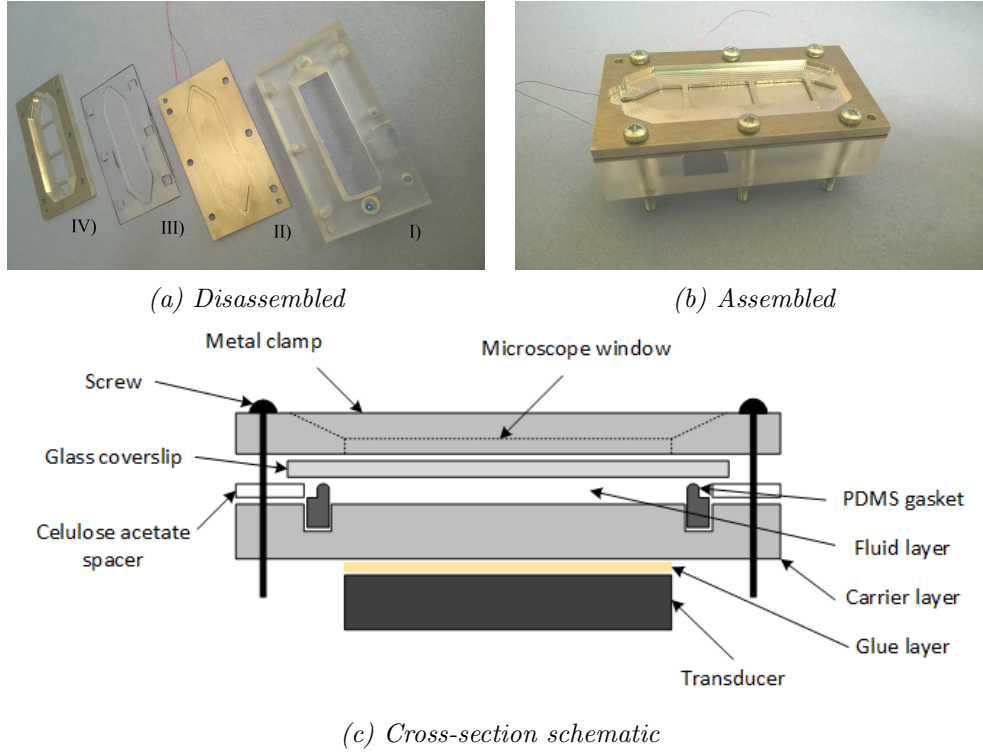 IV)
III)
II)
I)
(a) Disassembled
(b) Assembled
Metal clamp
Microscope window
Screw
Glass coverslip
PDMS gasket
Celulose acetate
spacer
Fluid layer
Carrier layer
Glue layer
Transducer
(c) Cross-section schematic